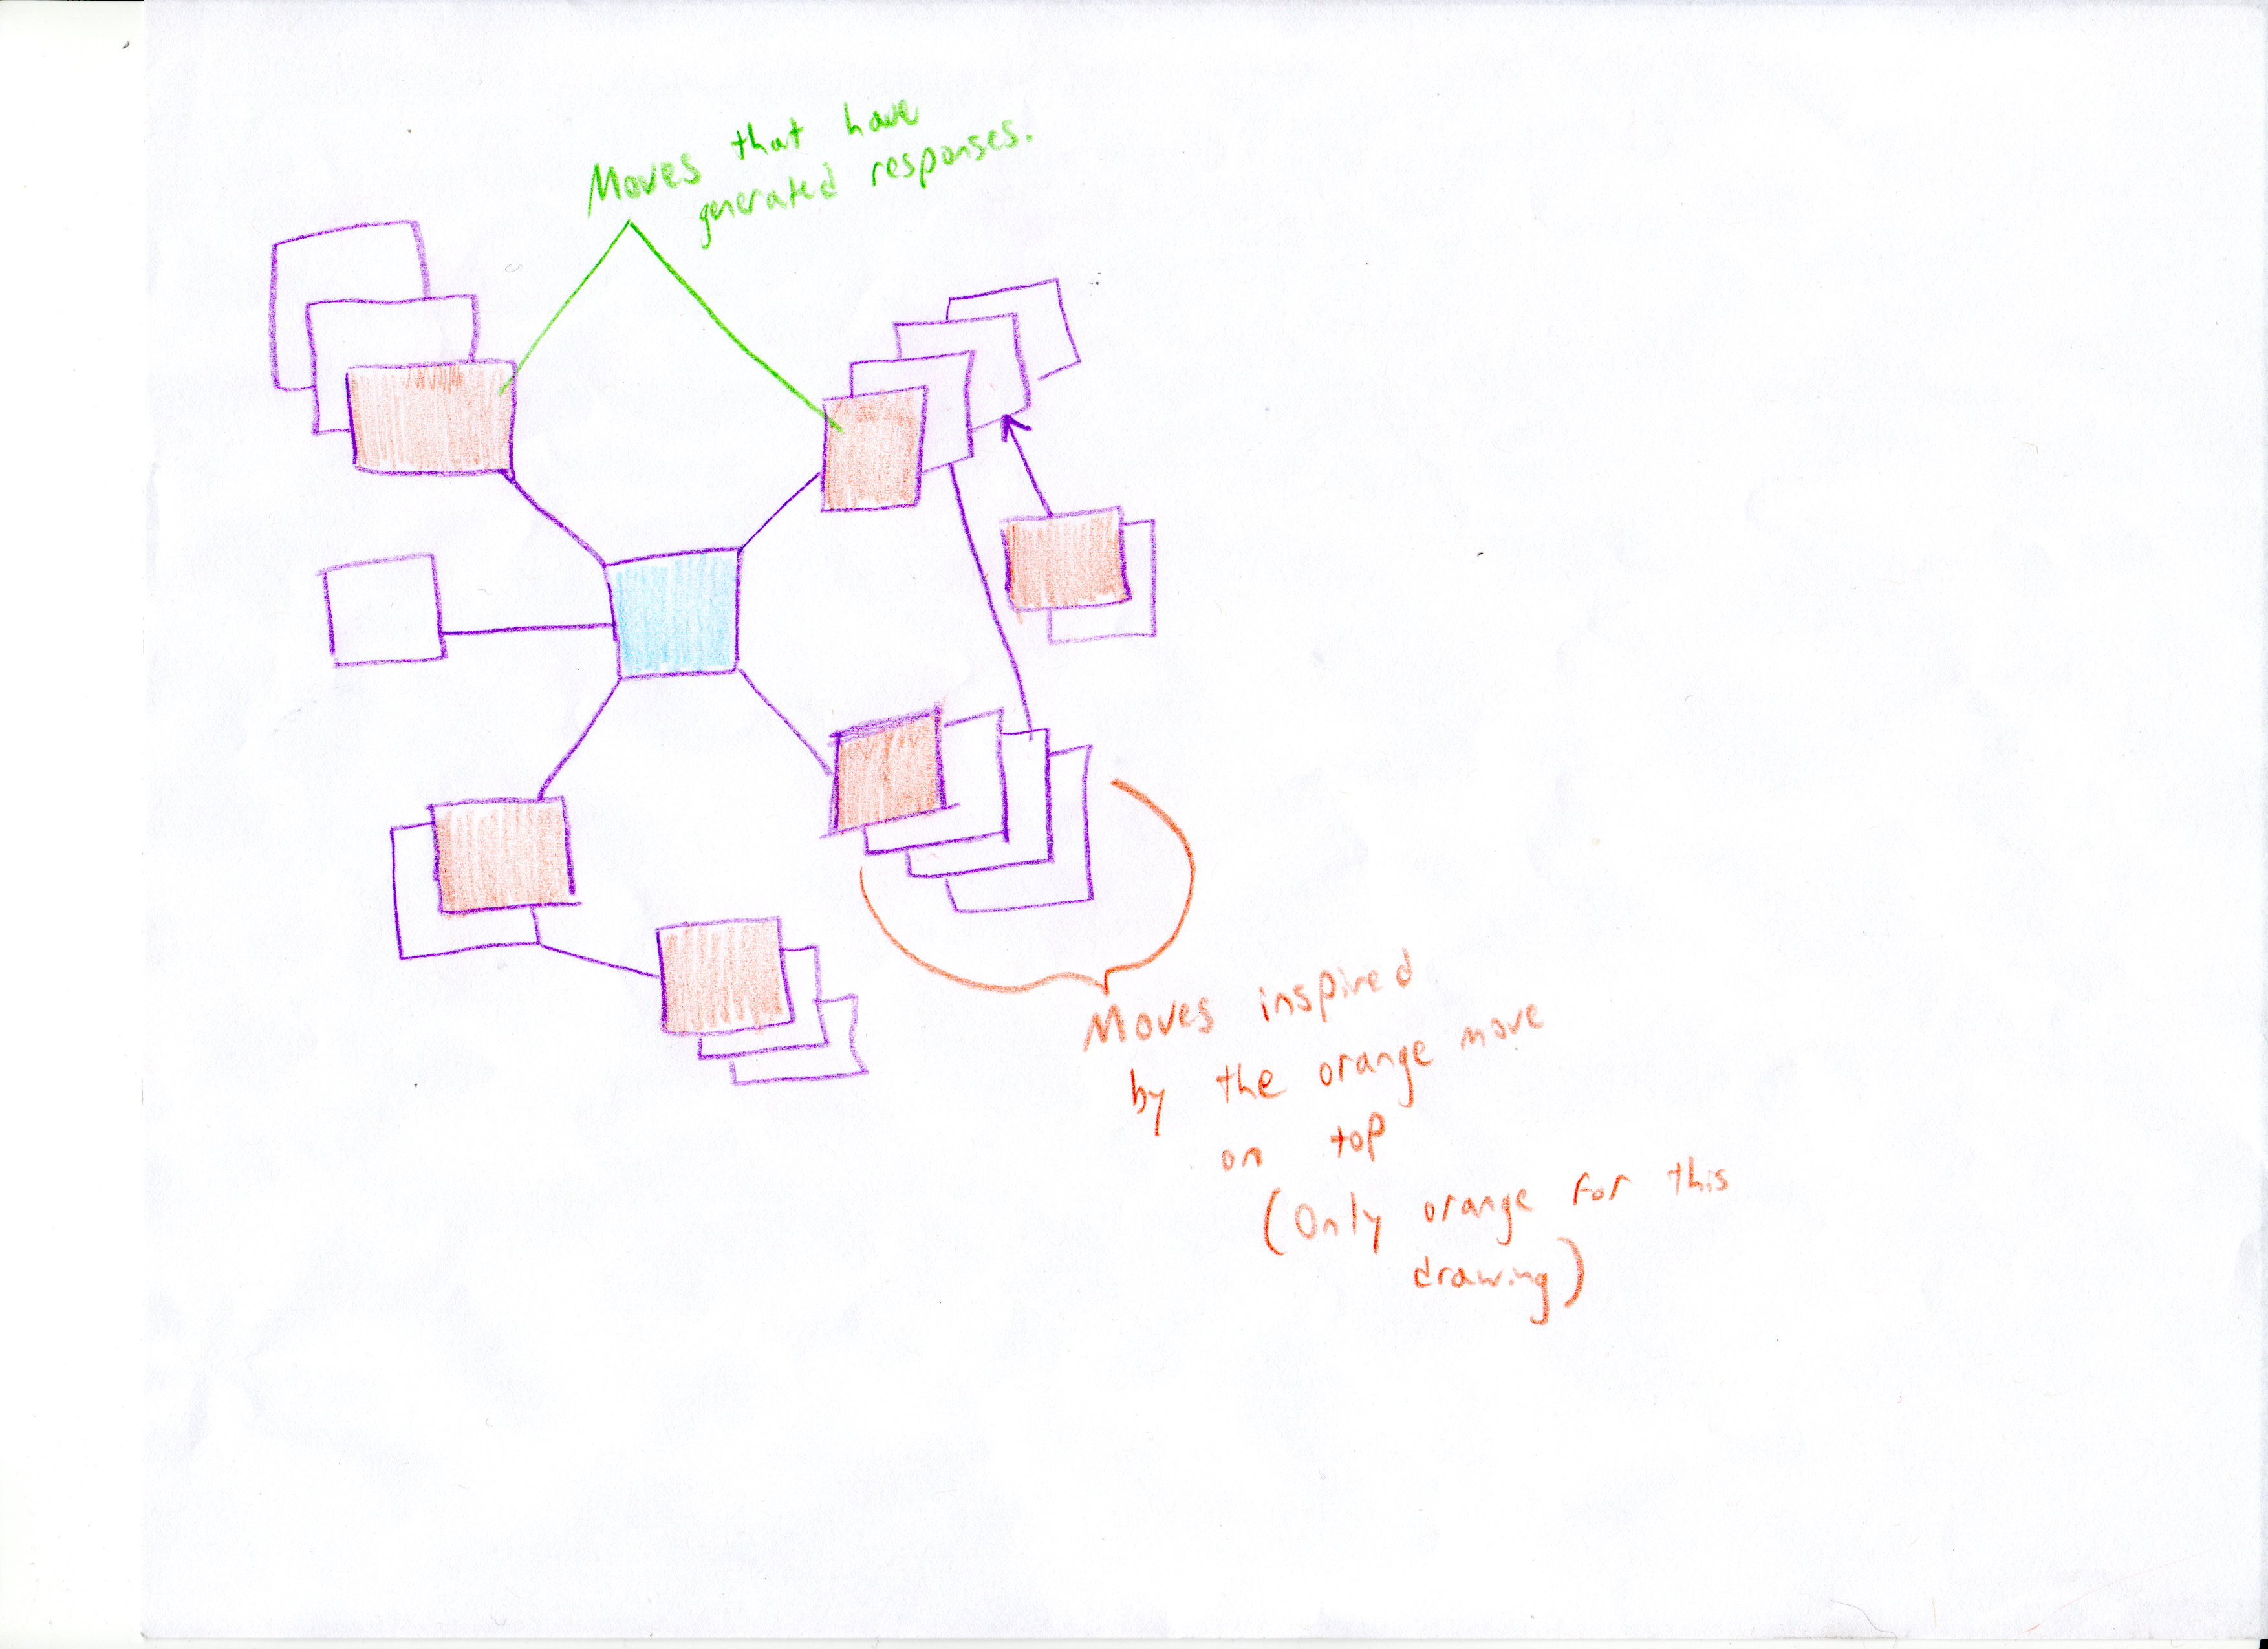 Moves that have
generated responses.
Moves inspired
by the orange move
on top
(Only orange for this
drawing)